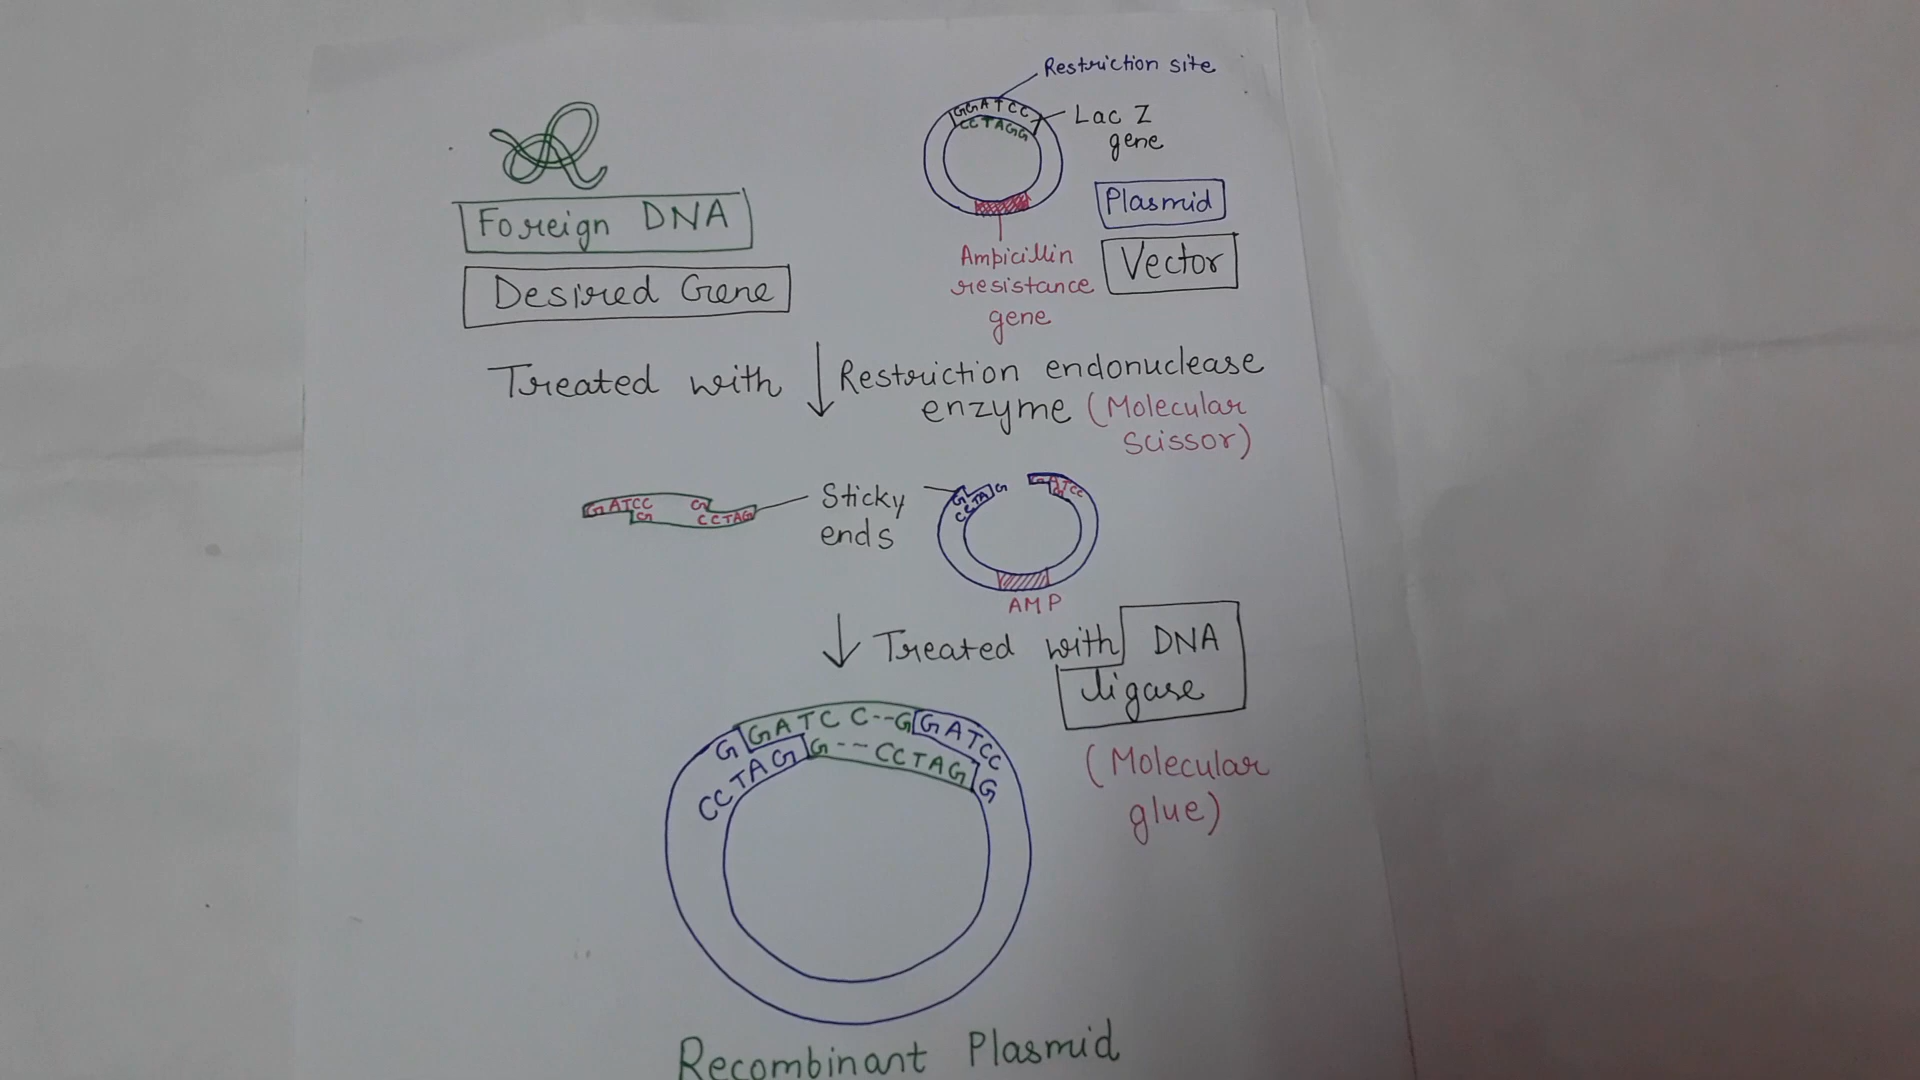 Restriction site
GGATCC
CCTAGG
Lac Z
gene
Foreign DNA
Desired Gene
Plasmid
Vector
Ampicillin
resistance
gene
Treated with
Restriction endonuclease
enzyme (Molecular
scissor)
GATCC
G
G
CCTAG
Sticky
ends
G
CCTAG
GATCC
G
AMP
Treated with DNA
ligase
(Molecular
glue)
G GATCC--G GATCC
CCTAG G--CCTAG G
Recombinant Plasmid